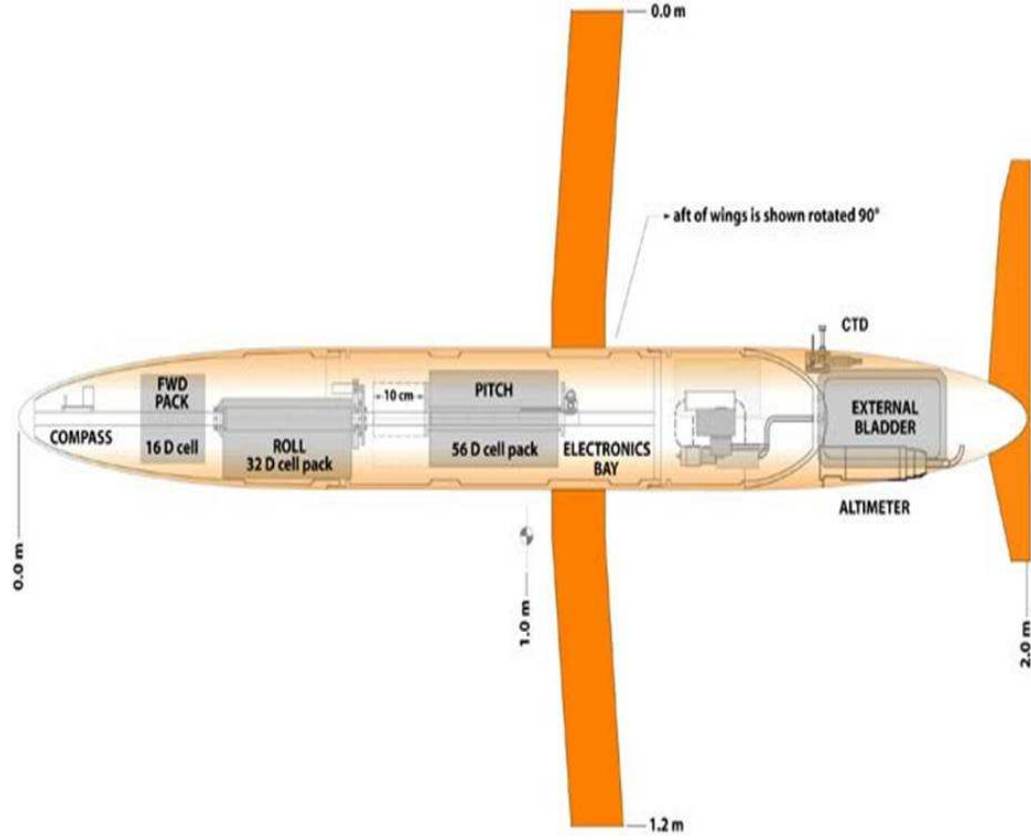 0.0 m
aft of wings is shown rotated 90°
CTD
FWD
PACK
10 cm
PITCH
EXTERNAL
BLADDER
COMPASS
16 D cell
ROLL
32 D cell pack
56 D cell pack
ELECTRONICS
BAY
ALTIMETER
0.0 m
1.0 m
2.0 m
1.2 m